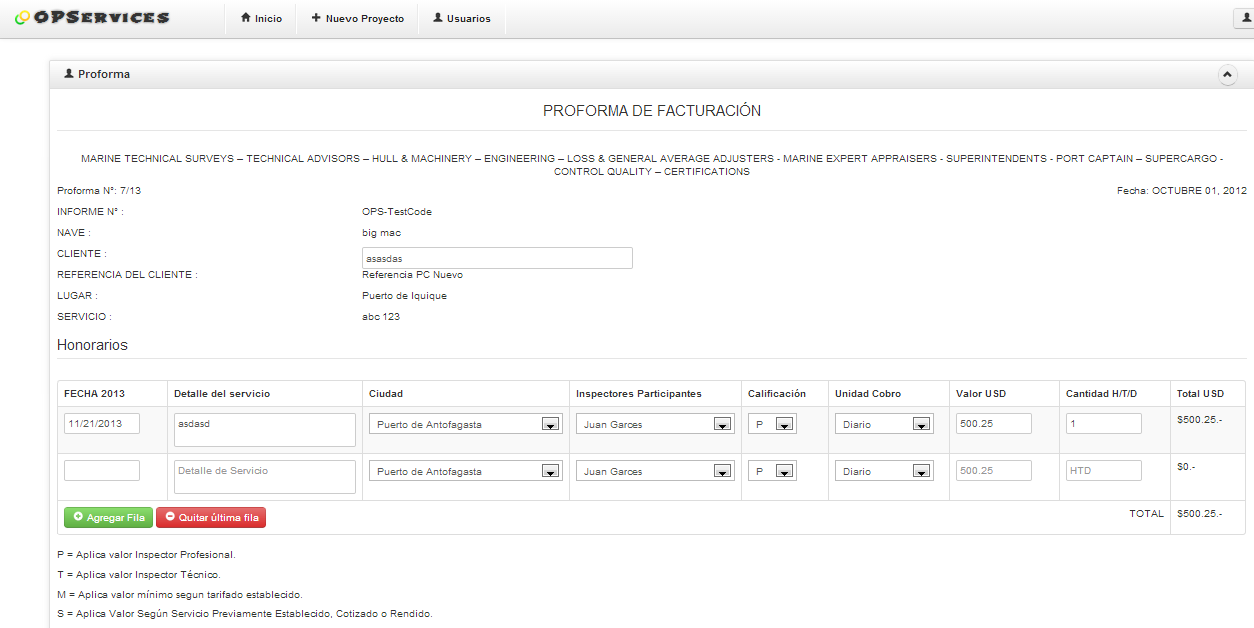 OPSERVICES Inicio Nuevo Proyecto Usuarios
Proforma
PROFORMA DE FACTURACIÓN
MARINE TECHNICAL SURVEYS – TECHNICAL ADVISORS – HULL & MACHINERY – ENGINEERING – LOSS & GENERAL AVERAGE ADJUSTERS - MARINE EXPERT APPRAISERS - SUPERINTENDENTS - PORT CAPTAIN – SUPERCARGO -
CONTROL QUALITY – CERTIFICATIONS
Proforma N°: 7/13 Fecha: OCTUBRE 01, 2012
INFORME N° : OPS-TestCode
NAVE : big mac
CLIENTE : asasdas
REFERENCIA DEL CLIENTE : Referencia PC Nuevo
LUGAR : Puerto de Iquique
SERVICIO : abc 123
Honorarios
FECHA 2013 Detalle del servicio Ciudad Inspectores Participantes Calificación Unidad Cobro Valor USD Cantidad H/T/D Total USD
11/21/2013 asdasd Puerto de Antofagasta Juan Garces P Diario 500.25 1 $500.25.-
Detalle de Servicio Puerto de Antofagasta Juan Garces P Diario 500.25 HTD $0.-
Agregar Fila Quitar última fila TOTAL $500.25.-
P = Aplica valor Inspector Profesional.
T = Aplica valor Inspector Técnico.
M = Aplica valor mínimo segun tarifado establecido.
S = Aplica Valor Según Servicio Previamente Establecido, Cotizado o Rendido.